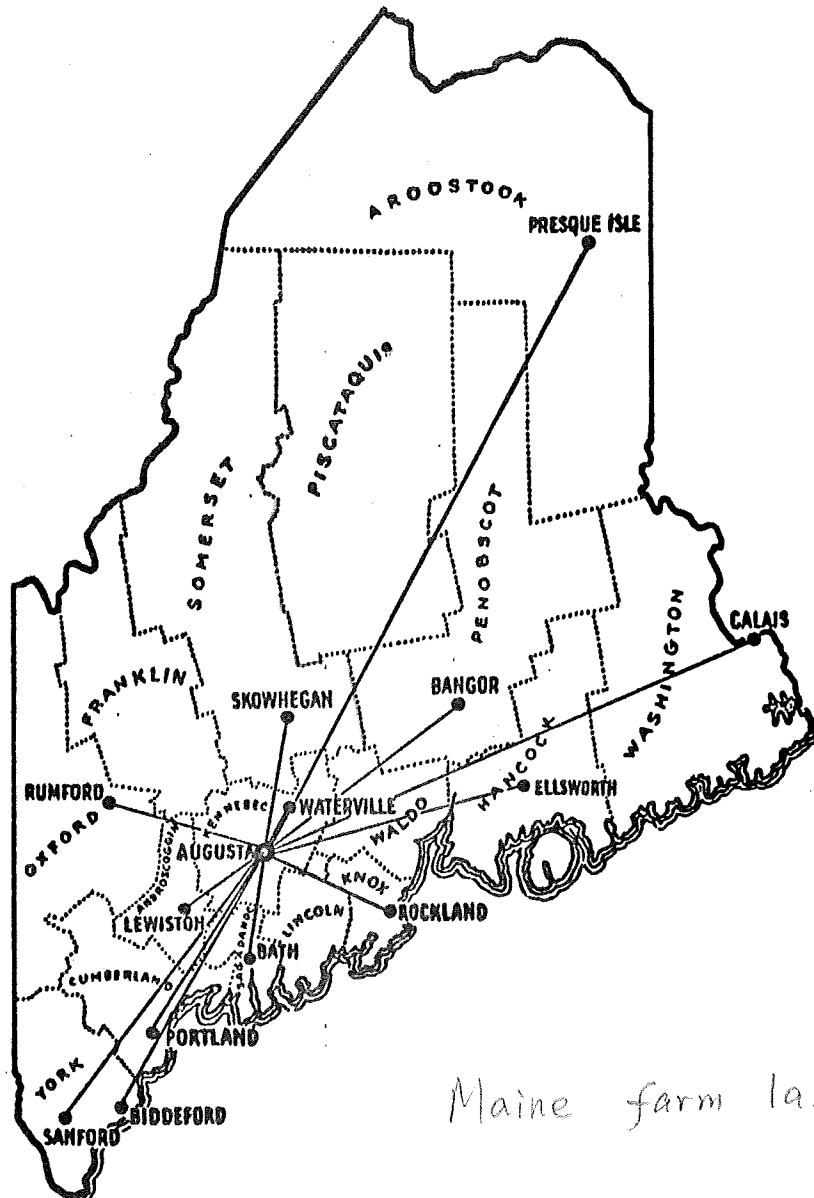 AROOSTOOK
PRESQUE ISLE
PISCATAQUIS
SOMERSET
PENOBSCOT
CALAIS
WASHINGTON
FRANKLIN
SKOWHEGAN
BANGOR
HANCOCK
ELLSWORTH
RUMFORD
KENNEBEC
WATERVILLE
WALDO
OXFORD
ANDROSCOGGIN
AUGUSTA
KNOX
LEWISTON
LINCOLN
ROCKLAND
SAGADAHOC
BATH
CUMBERLAND
PORTLAND
YORK
BIDDEFORD
SANFORD
Maine farm la